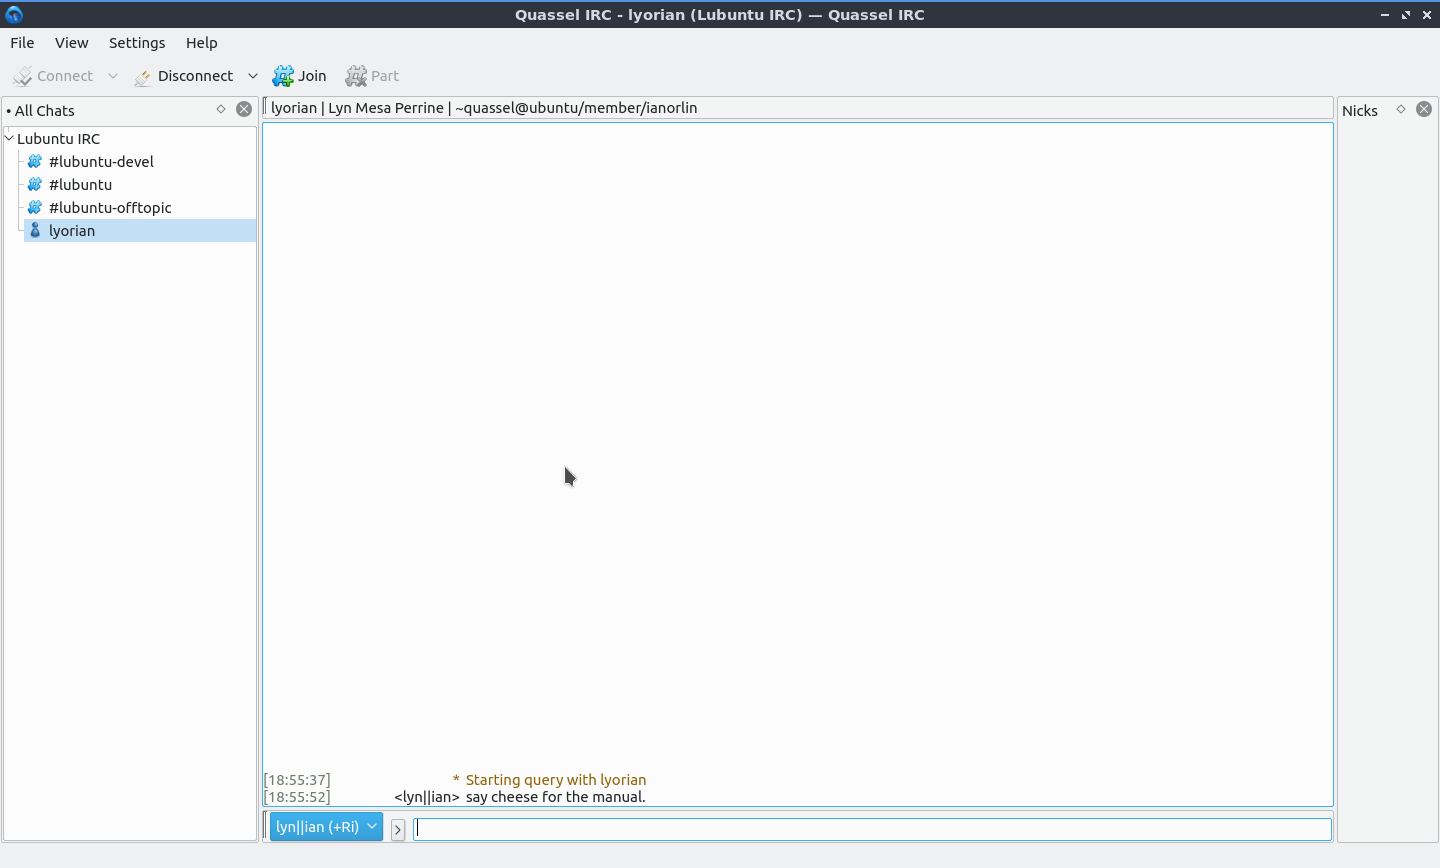 Quassel IRC - lyorian (Lubuntu IRC) — Quassel IRC
File View Settings Help
Connect Disconnect Join Part
• All Chats
lyorian | Lyn Mesa Perrine | ~quassel@ubuntu/member/ianorlin
Nicks
Lubuntu IRC
#lubuntu-devel
#lubuntu
#lubuntu-offtopic
lyorian
[18:55:37] * Starting query with lyorian
[18:55:52] <lyn||ian> say cheese for the manual.
lyn||ian (+Ri) >